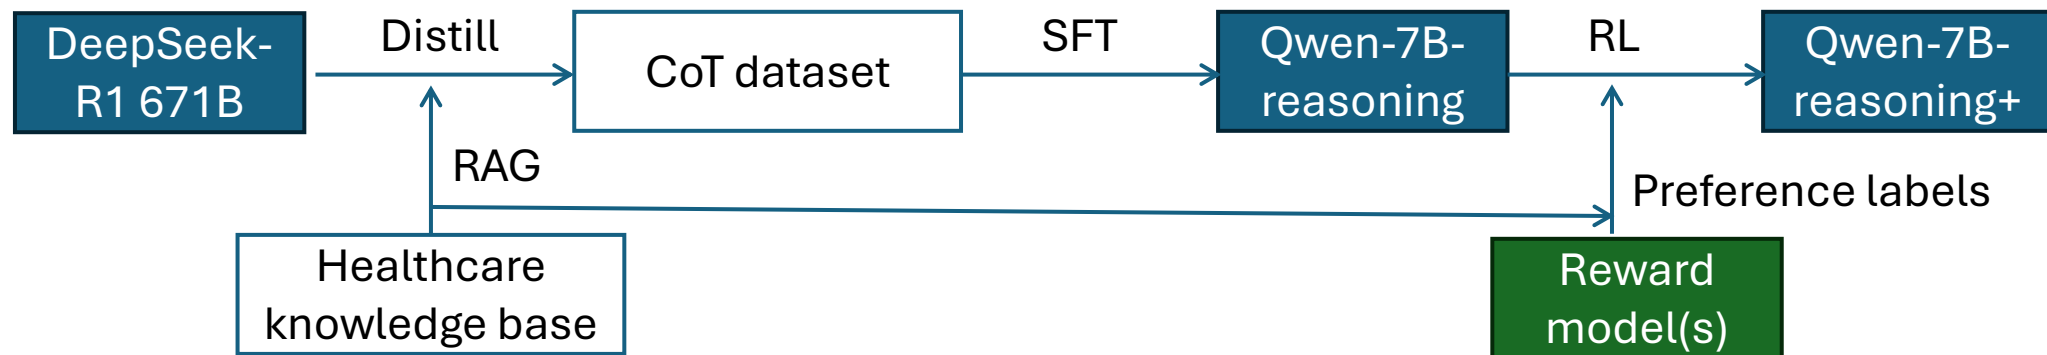 DeepSeek-
R1 671B
Distill
CoT dataset
SFT
Qwen-7B-
reasoning
RL
Qwen-7B-
reasoning+
RAG
Preference labels
Healthcare
knowledge base
Reward
model(s)